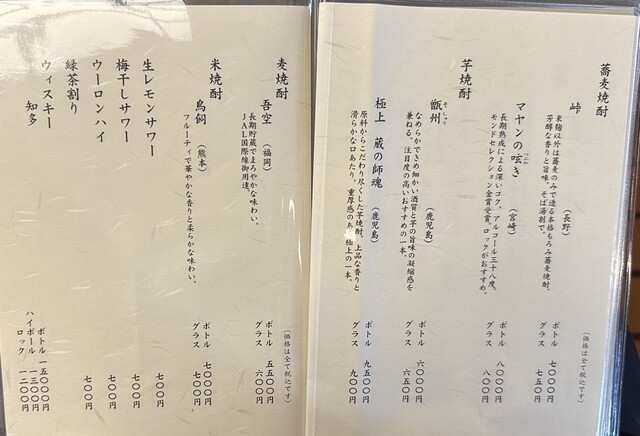 蕎麦焼酎
峠 (長野)
米麹以外は蕎麦のみで造る本格もろみ蕎麦焼酎。
芳醇な香りと旨味。そば湯割で。
ボトル 七〇〇〇円
グラス 七五〇円
(価格は全て税込です)
マヤンの呟き (宮崎)
長期熟成による深いコク。アルコール三十八度。
モンドセレクション金賞受賞。ロックがおすすめ。
ボトル 八〇〇〇円
グラス 八〇〇円
芋焼酎
甑州 (鹿児島)
なめらかできめ細かい酒質と芋の旨味の凝縮感を
兼ねる、注目度の高いおすすめの一本。
ボトル 六〇〇〇円
グラス 六五〇円
極上 蔵の師魂 (鹿児島)
原料からこだわり尽くした芋焼酎。上品な香りと
滑らかな口あたり。重厚感のある極上の一本。
ボトル 九五〇〇円
グラス 九〇〇円
麦焼酎
吾空 (福岡)
長期貯蔵でまろやかな味わい。
JAL国際線御用達。
ボトル 五五〇〇円
グラス 六〇〇円
(価格は全て税込です)
米焼酎
鳥飼 (熊本)
フルーティで華やかな香りと柔らかな味わい。
ボトル 七〇〇〇円
グラス 七〇〇円
生レモンサワー 七〇〇円
梅干しサワー 七〇〇円
ウーロンハイ 七〇〇円
緑茶割り 七〇〇円
ウィスキー
知多
ボトル 一五〇〇〇円
ハイボール 一三〇〇円
ロック 一二〇〇円